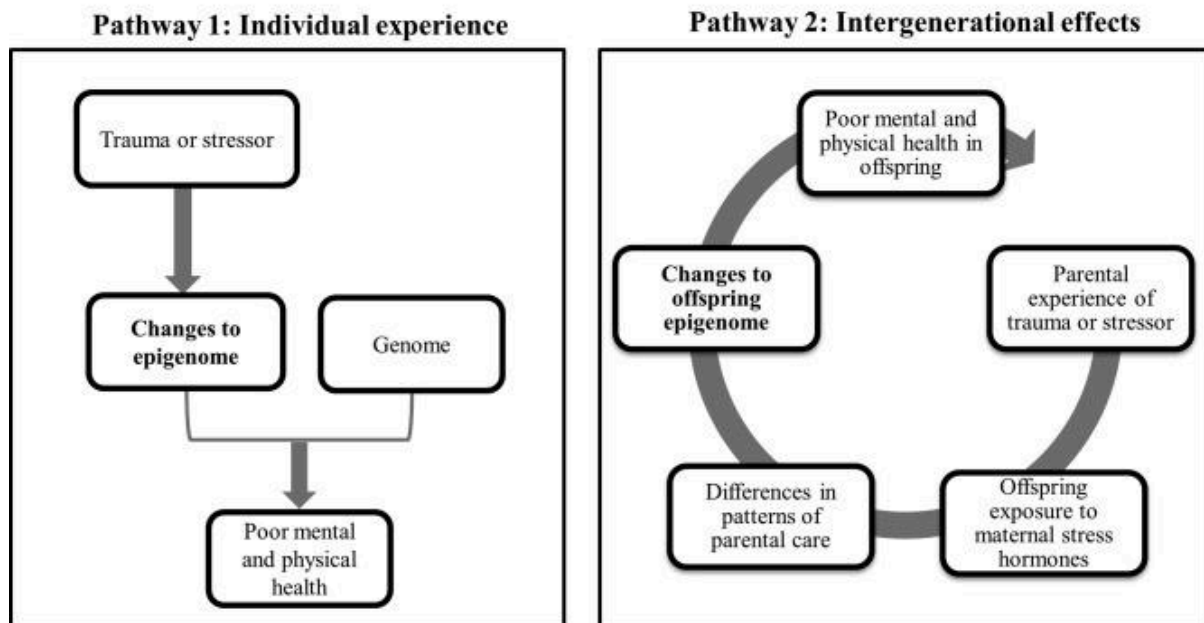 Pathway 1: Individual experience
Trauma or stressor
Changes to
epigenome
Genome
Poor mental
and physical
health
Pathway 2: Intergenerational effects
Poor mental and
physical health in
offspring
Parental
experience of
trauma or stressor
Offspring
exposure to
maternal stress
hormones
Differences in
patterns of
parental care
Changes to
offspring
epigenome